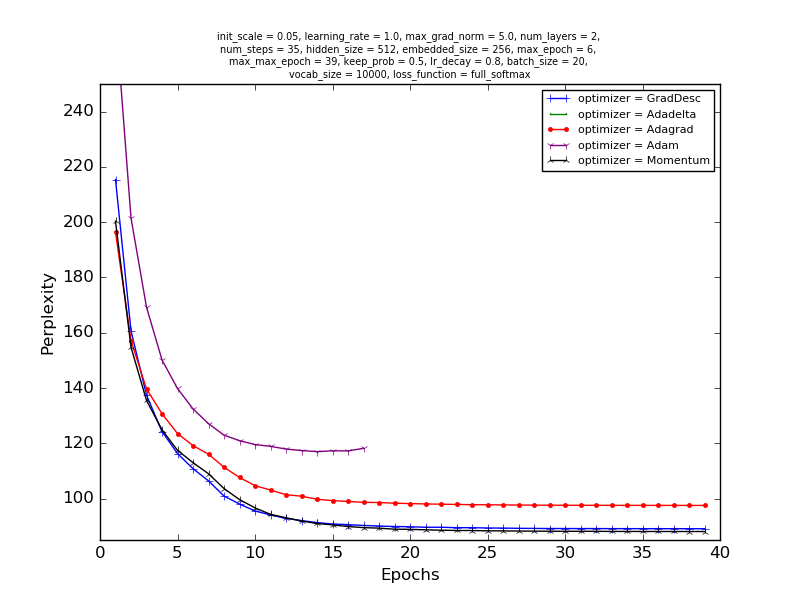 init_scale = 0.05, learning_rate = 1.0, max_grad_norm = 5.0, num_layers = 2,
num_steps = 35, hidden_size = 512, embedded_size = 256, max_epoch = 6,
max_max_epoch = 39, keep_prob = 0.5, lr_decay = 0.8, batch_size = 20,
vocab_size = 10000, loss_function = full_softmax
optimizer = GradDesc
optimizer = Adadelta
optimizer = Adagrad
optimizer = Adam
optimizer = Momentum
240
220
200
180
160
140
120
100
Perplexity
0 5 10 15 20 25 30 35 40
Epochs